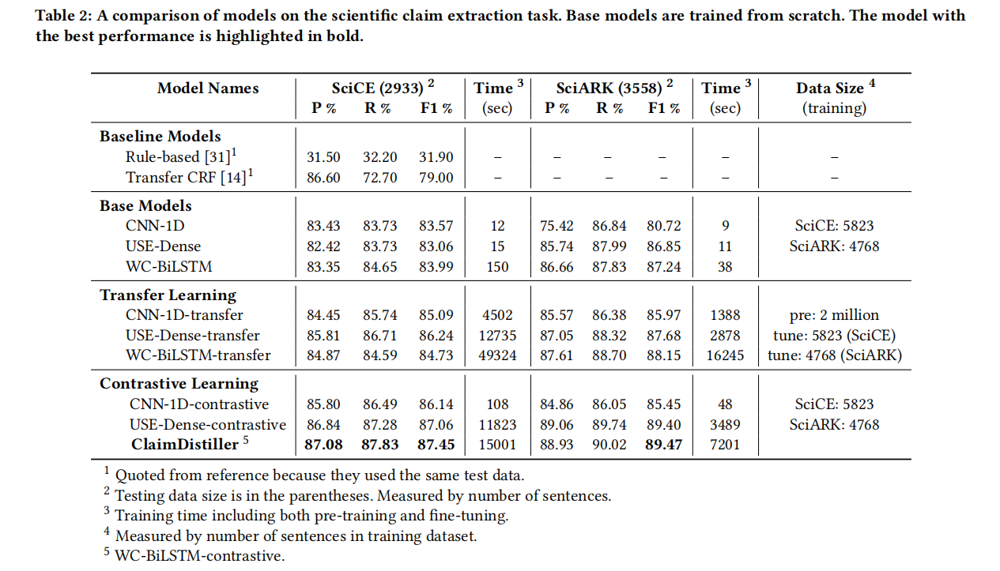 Table 2: A comparison of models on the scientific claim extraction task. Base models are trained from scratch. The model with
the best performance is highlighted in bold.
Model Names SciCE (2933) 2 Time 3 SciARK (3558) 2 Time 3 Data Size 4
P % R % F1 % (sec) P % R % F1 % (sec) (training)
Baseline Models
Rule-based [31]1 31.50 32.20 31.90 – – – – – –
Transfer CRF [14]1 86.60 72.70 79.00 – – – – – –
Base Models
CNN-1D 83.43 83.73 83.57 12 75.42 86.84 80.72 9 SciCE: 5823
USE-Dense 82.42 83.73 83.06 15 85.74 87.99 86.85 11 SciARK: 4768
WC-BiLSTM 83.35 84.65 83.99 150 86.66 87.83 87.24 38
Transfer Learning
CNN-1D-transfer 84.45 85.74 85.09 4502 85.57 86.38 85.97 1388 pre: 2 million
USE-Dense-transfer 85.81 86.71 86.24 12735 87.05 88.32 87.68 2878 tune: 5823 (SciCE)
WC-BiLSTM-transfer 84.87 84.59 84.73 49324 87.61 88.70 88.15 16245 tune: 4768 (SciARK)
Contrastive Learning
CNN-1D-contrastive 85.80 86.49 86.14 108 84.86 86.05 85.45 48 SciCE: 5823
USE-Dense-contrastive 86.84 87.28 87.06 11823 89.06 89.74 89.40 3489 SciARK: 4768
ClaimDistiller 5 87.08 87.83 87.45 15001 88.93 90.02 89.47 7201
1 Quoted from reference because they used the same test data.
2 Testing data size is in the parentheses. Measured by number of sentences.
3 Training time including both pre-training and fine-tuning.
4 Measured by number of sentences in training dataset.
5 WC-BiLSTM-contrastive.